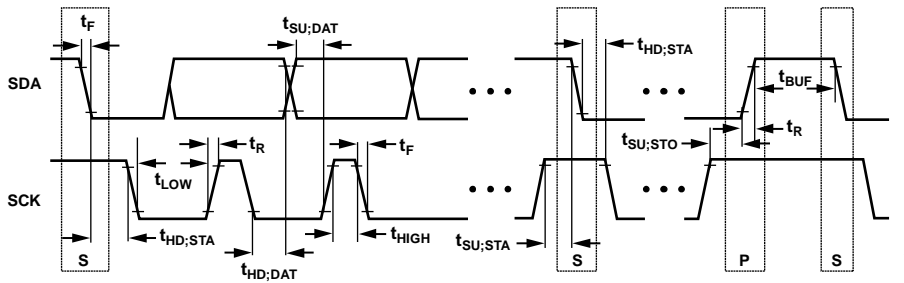 tF
tSU;DAT
tHD;STA
SDA
tBUF
tR
tF
tSU;STO
tR
tLOW
SCK
tHD;STA
tHIGH
tSU;STA
S
tHD;DAT
S
P
S